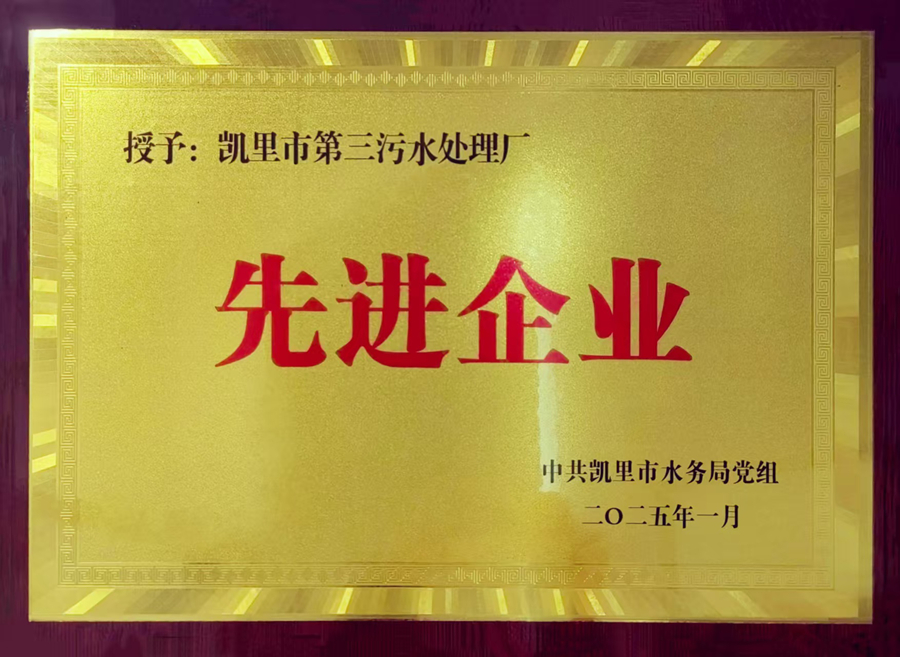 授予：凯里市第三污水处理厂
先进企业
中共凯里市水务局党组
二〇二五年一月